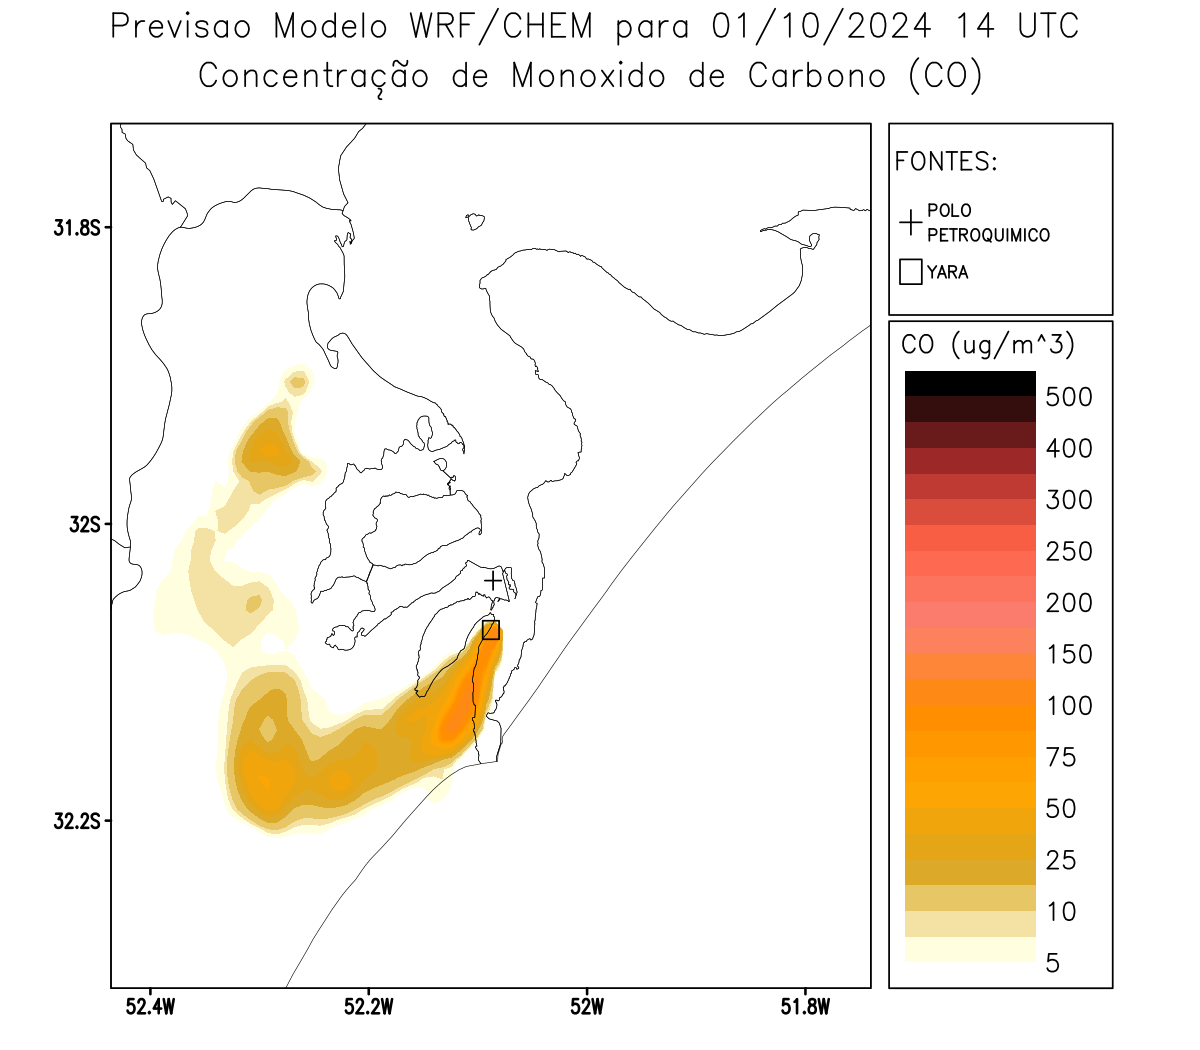 Previsao Modelo WRF/CHEM para 01/10/2024 14 UTC
Concentração de Monoxido de Carbono (CO)
FONTES:
POLO
PETROQUIMICO
YARA
CO (ug/m^3)
500
400
300
250
200
150
100
75
50
25
10
5
31.8S
32S
32.2S
52.4W
52.2W
52W
51.8W